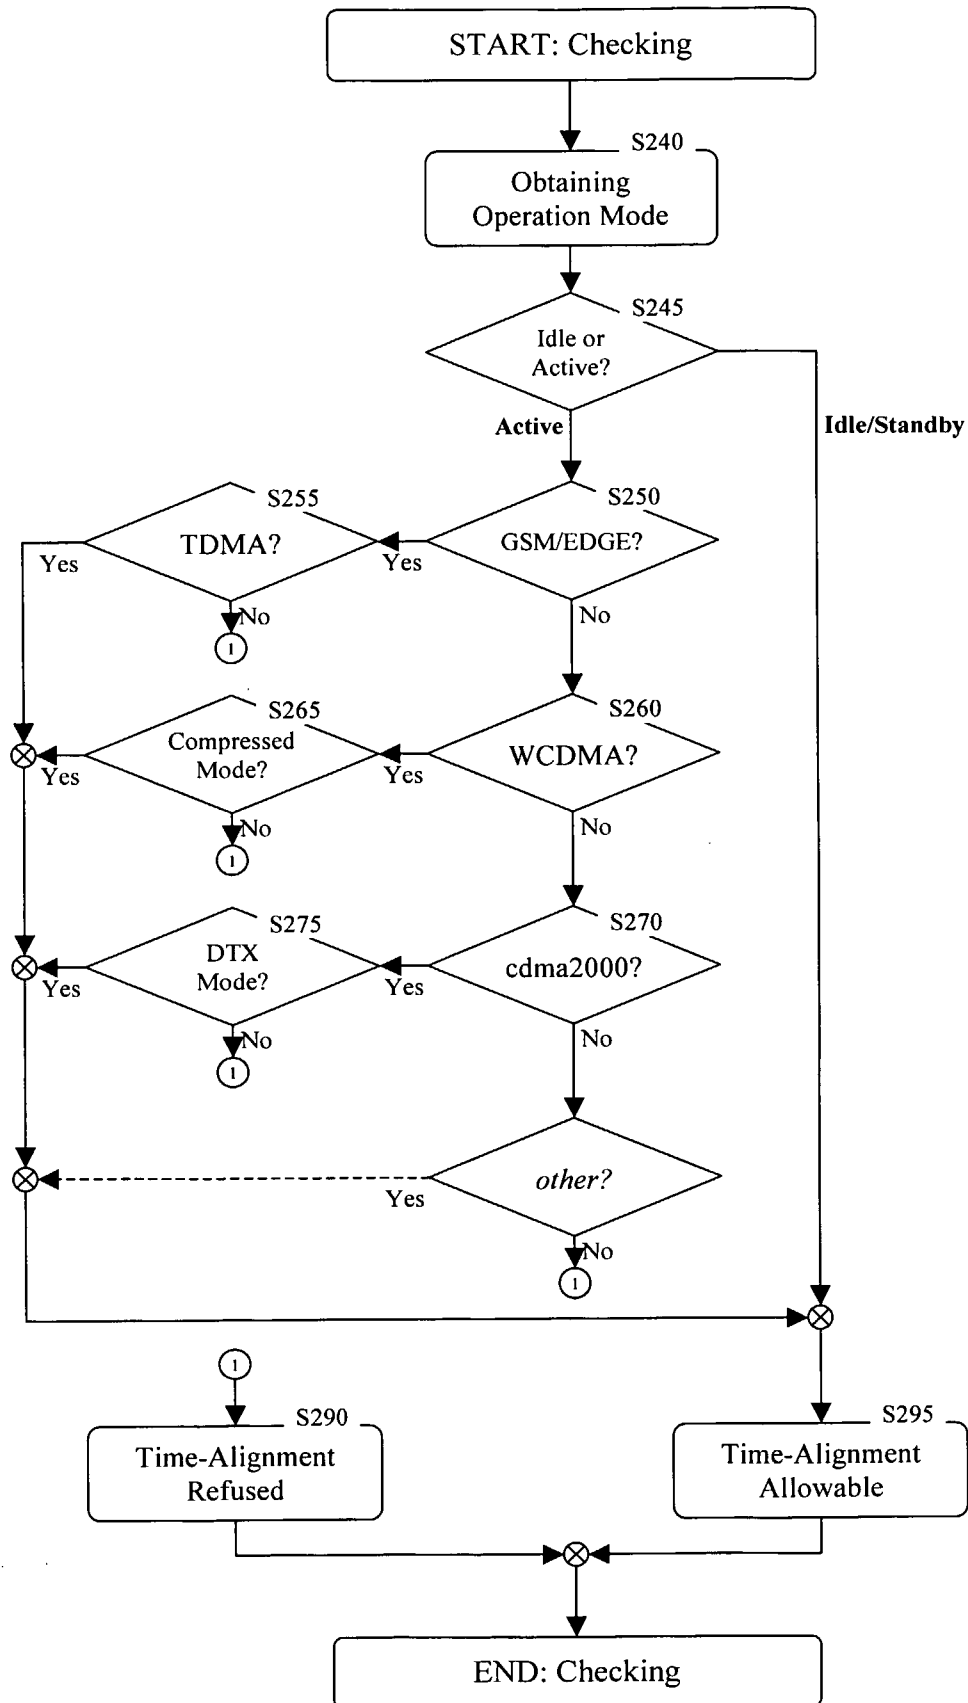 START: Checking
S240
Obtaining
Operation Mode
S245
Idle or
Active?
Active
Idle/Standby
S255
S250
TDMA?
GSM/EDGE?
Yes
Yes
No
No
1
S265
S260
Compressed
Mode?
WCDMA?
Yes
Yes
No
No
1
S275
S270
DTX
Mode?
cdma2000?
Yes
Yes
No
No
1
other?
Yes
No
1
1
S290
S295
Time-Alignment
Refused
Time-Alignment
Allowable
END: Checking